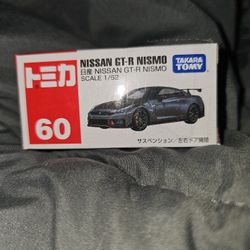 トミカ
60
NISSAN GT-R NISMO
日産 NISSAN GT-R NISMO
SCALE 1/62
TAKARA
TOMY
サスペンション／左右ドア開閉